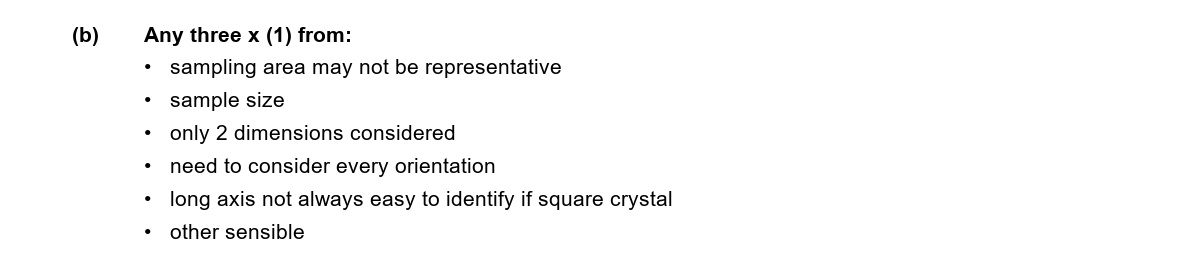 (b) Any three x (1) from:
• sampling area may not be representative
• sample size
• only 2 dimensions considered
• need to consider every orientation
• long axis not always easy to identify if square crystal
• other sensible